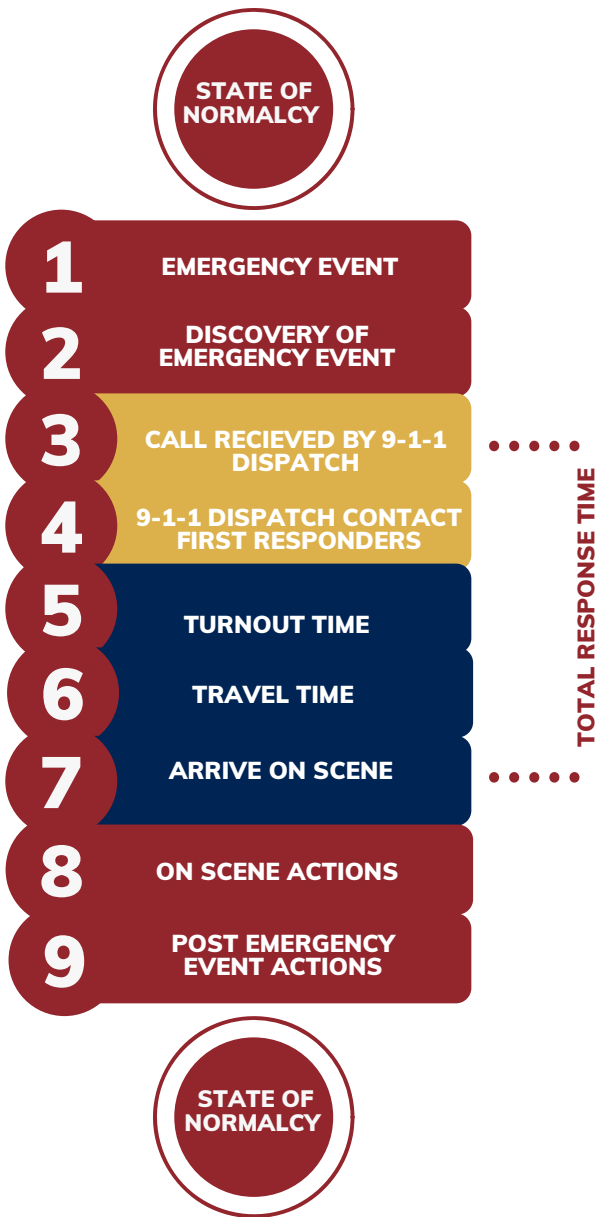 STATE OF
NORMALCY
1
EMERGENCY EVENT
2
DISCOVERY OF
EMERGENCY EVENT
3
CALL RECIEVED BY 9-1-1
DISPATCH
4
9-1-1 DISPATCH CONTACT
FIRST RESPONDERS
5
TURNOUT TIME
6
TRAVEL TIME
7
ARRIVE ON SCENE
TOTAL RESPONSE TIME
8
ON SCENE ACTIONS
9
POST EMERGENCY
EVENT ACTIONS
STATE OF
NORMALCY